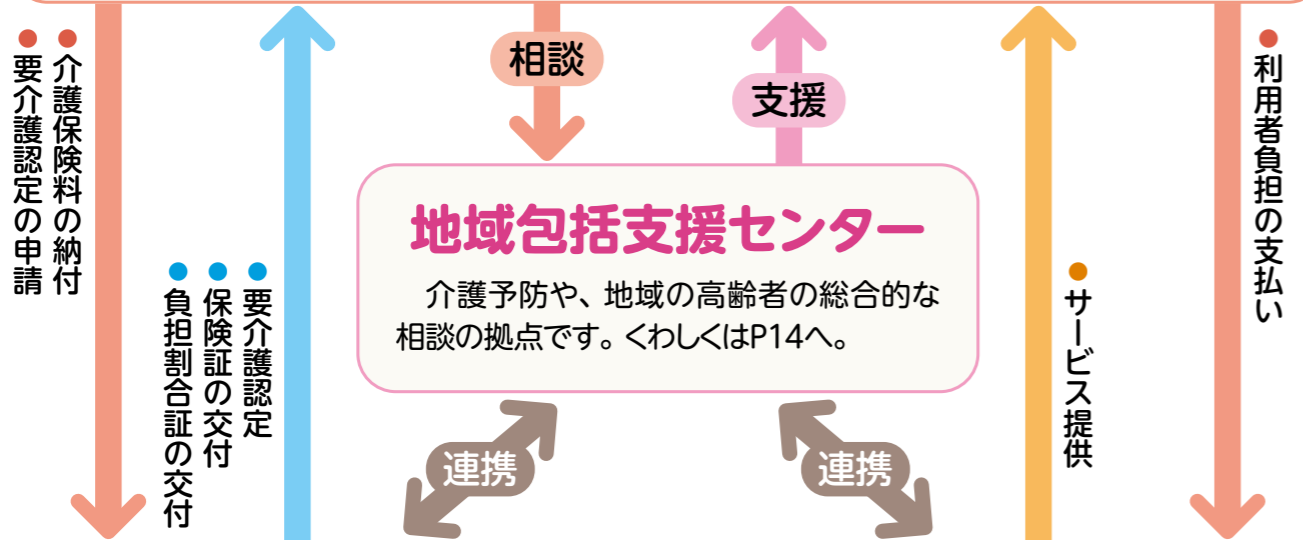 ●介護保険料の納付
●要介護認定の申請
●要介護認定
●保険証の交付
●負担割合証の交付
相談
支援
地域包括支援センター
介護予防や、地域の高齢者の総合的な
相談の拠点です。くわしくはP14へ。
連携
連携
●サービス提供
●利用者負担の支払い